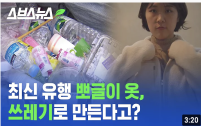 스브스뉴스
최신 유행 뽀글이 옷,
쓰레기로 만든다고?
3:20